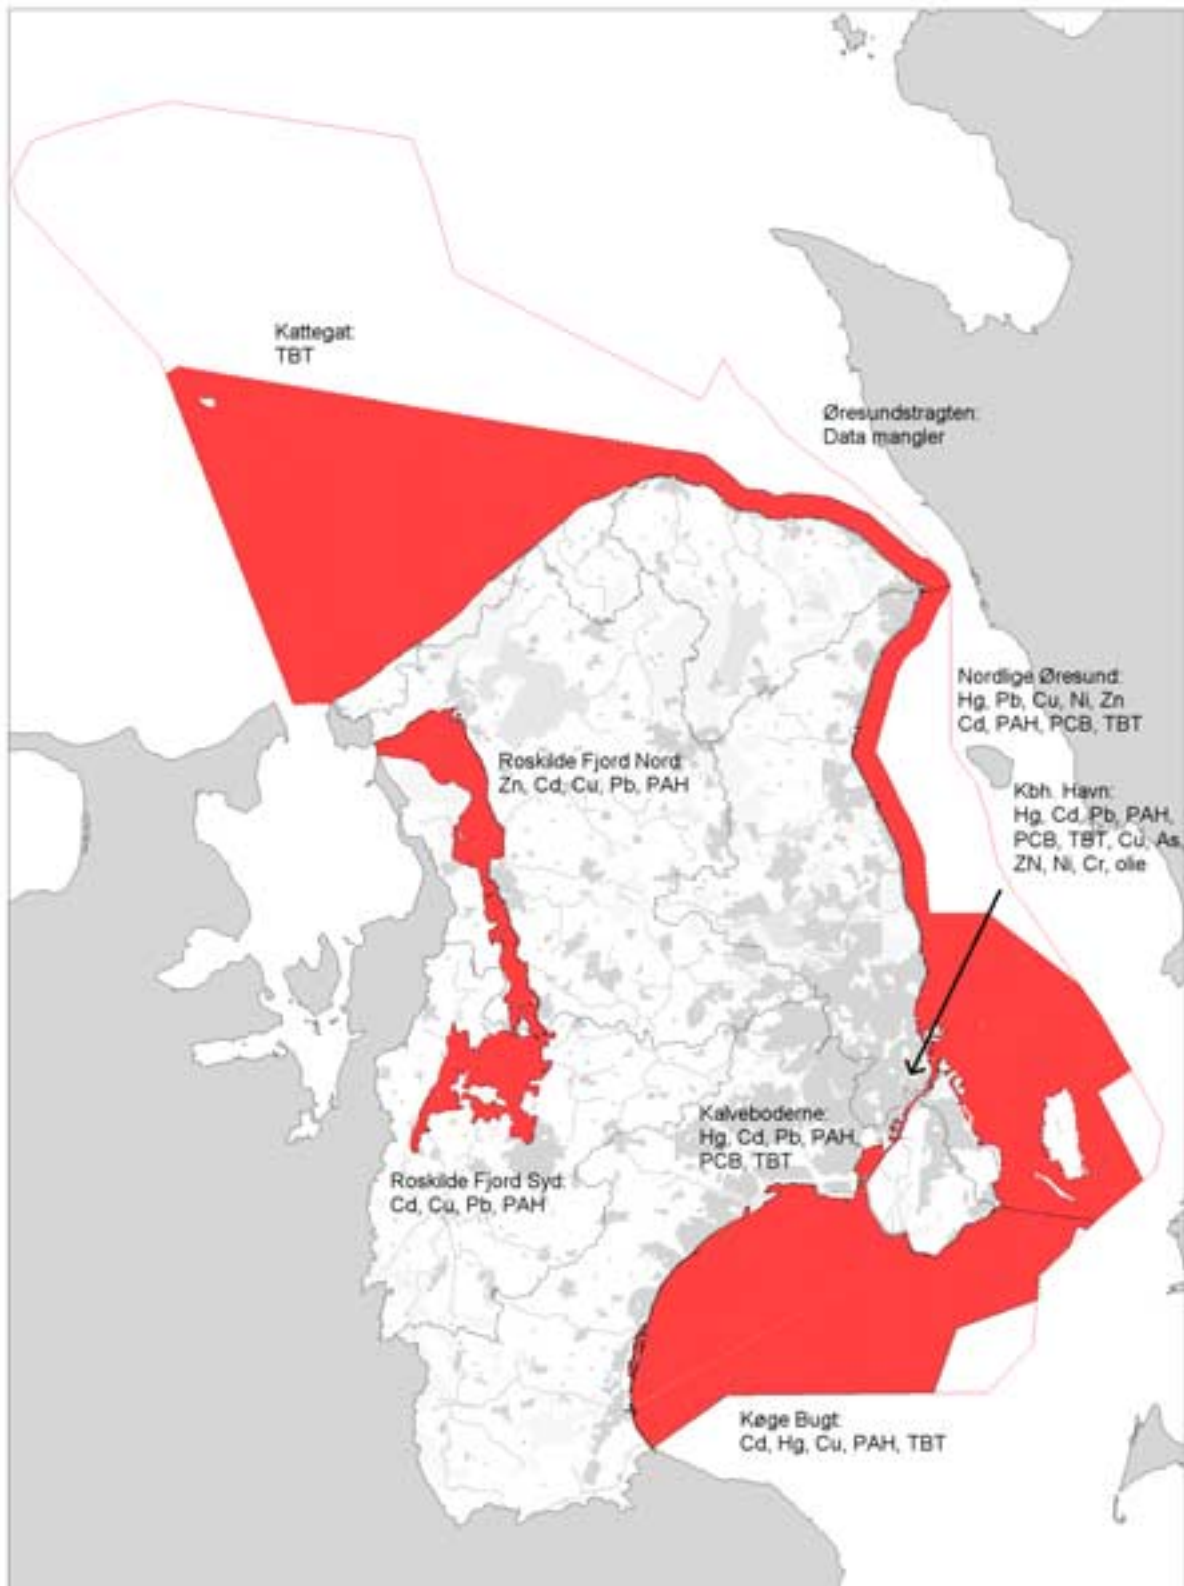 Kattegat:
TBT
Øresundstragten:
Data mangler
Nordlige Øresund:
Hg, Pb, Cu, Ni, Zn
Cd, PAH, PCB, TBT
Roskilde Fjord Nord:
Zn, Cd, Cu, Pb, PAH
Kbh. Havn:
Hg, Cd, Pb, PAH,
PCB, TBT, Cu, As,
ZN, Ni, Cr, olie
Kalveboderne:
Hg, Cd, Pb, PAH,
PCB, TBT
Roskilde Fjord Syd:
Cd, Cu, Pb, PAH
Køge Bugt:
Cd, Hg, Cu, PAH, TBT